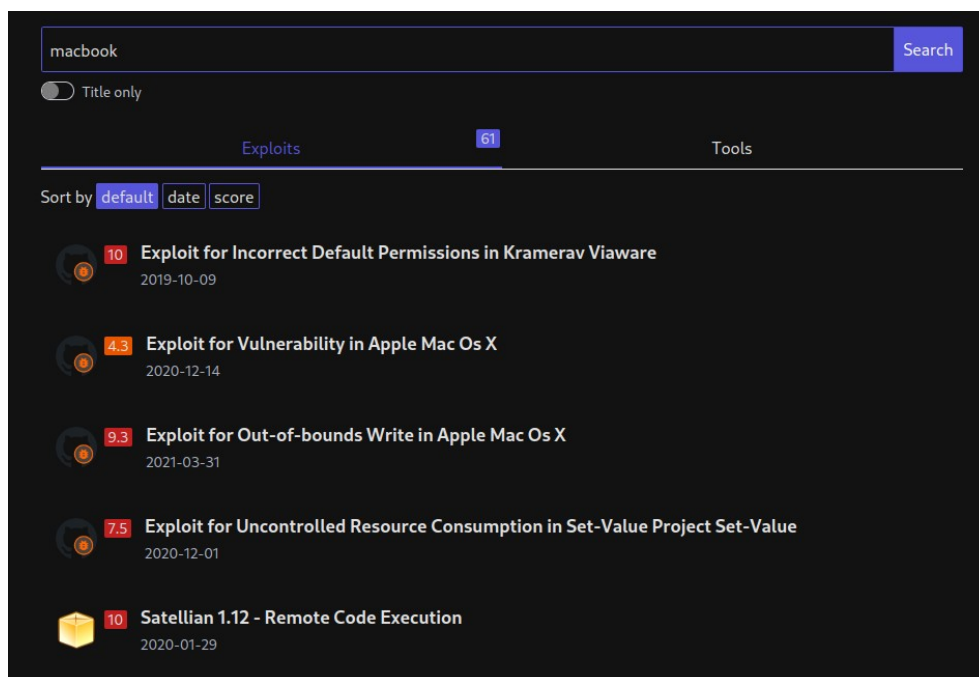 macbook
Search
Title only
Exploits
61
Tools
Sort by default date score
10 Exploit for Incorrect Default Permissions in Kramerav Viaware
2019-10-09
4.3 Exploit for Vulnerability in Apple Mac Os X
2020-12-14
9.3 Exploit for Out-of-bounds Write in Apple Mac Os X
2021-03-31
7.5 Exploit for Uncontrolled Resource Consumption in Set-Value Project Set-Value
2020-12-01
10 Satellian 1.12 - Remote Code Execution
2020-01-29